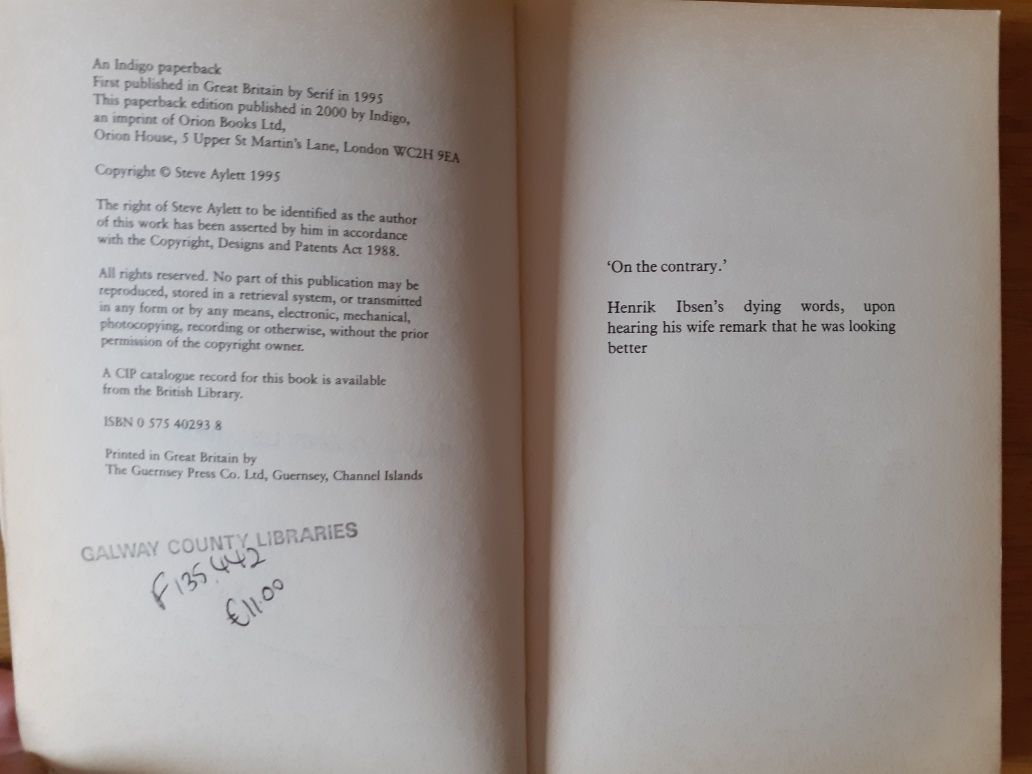 An Indigo paperback
First published in Great Britain by Serif in 1995
This paperback edition published in 2000 by Indigo,
an imprint of Orion Books Ltd,
Orion House, 5 Upper St Martin's Lane, London WC2H 9EA
Copyright © Steve Aylett 1995
The right of Steve Aylett to be identified as the author
of this work has been asserted by him in accordance
with the Copyright, Designs and Patents Act 1988.
All rights reserved. No part of this publication may be
reproduced, stored in a retrieval system, or transmitted
in any form or by any means, electronic, mechanical,
photocopying, recording or otherwise, without the prior
permission of the copyright owner.
A CIP catalogue record for this book is available
from the British Library.
ISBN 0 575 40293 8
Printed in Great Britain by
The Guernsey Press Co. Ltd, Guernsey, Channel Islands
GALWAY COUNTY LIBRARIES
F135,442
£11.00
‘On the contrary.’
Henrik Ibsen's dying words, upon
hearing his wife remark that he was looking
better